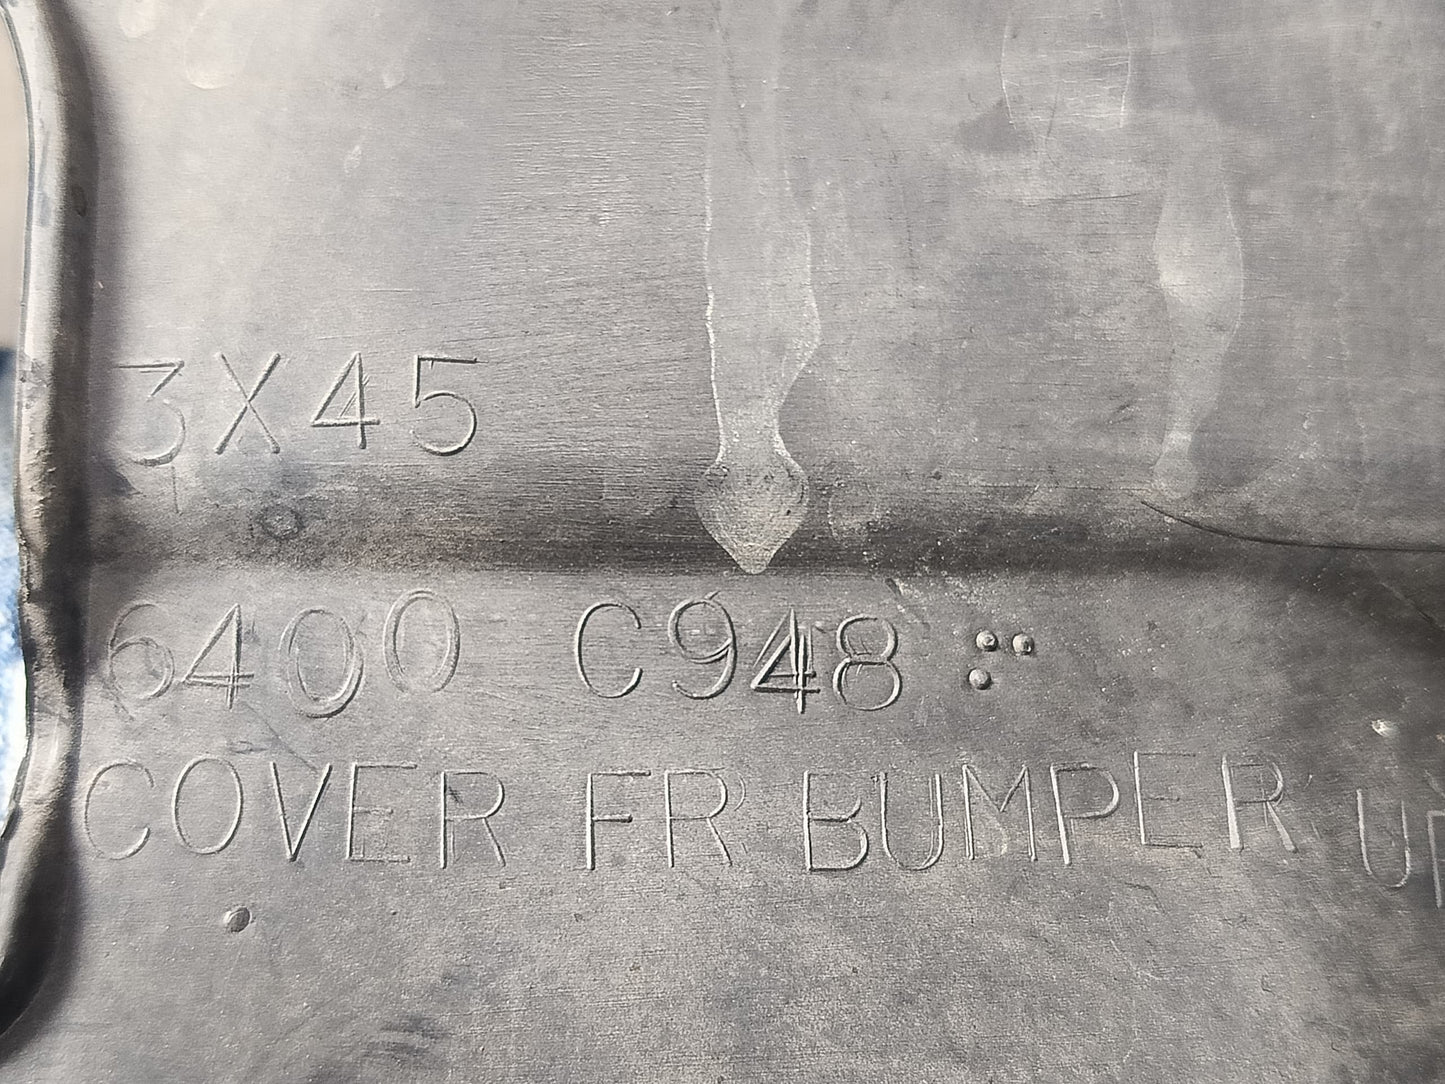 3X45
6400 C948
COVER FR BUMPER